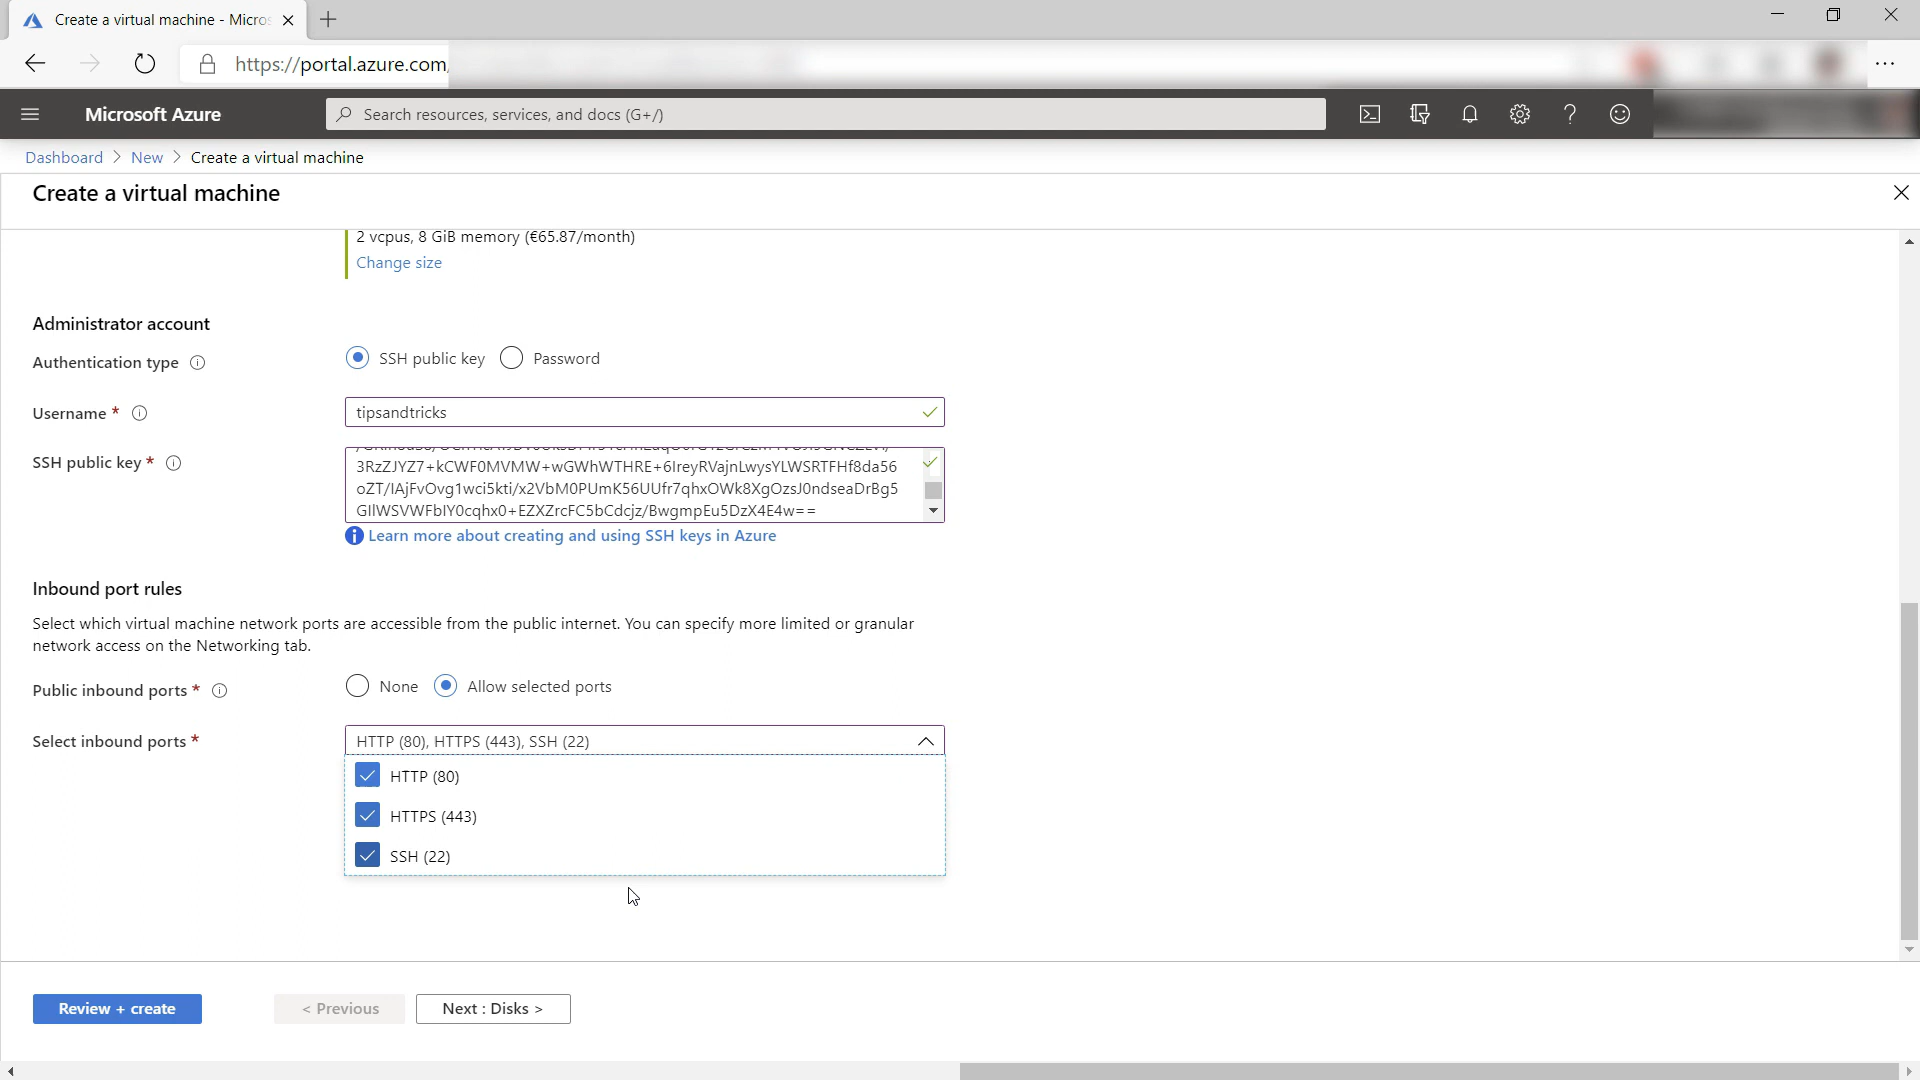 Create a virtual machine - Micros
https://portal.azure.com/
Microsoft Azure
Search resources, services, and docs (G+/)
Dashboard > New > Create a virtual machine
Create a virtual machine
2 vcpus, 8 GiB memory (€65.87/month)
Change size
Administrator account
Authentication type
SSH public key
Password
Username *
tipsandtricks
SSH public key *
3RzZJYZ7+kCWF0MVMW+wGWhWTHRE+6IreyRVajnLwysYLWSRTFHf8da56
oZT/IAjFvOvg1wci5kti/x2VbM0PUmK56UUfr7qhxOWk8XgOzsJ0ndseaDrBg5
GIlWSVWFbIY0cqhx0+EZXZrcFC5bCdcjz/BwgmpEu5DzX4E4w==
Learn more about creating and using SSH keys in Azure
Inbound port rules
Select which virtual machine network ports are accessible from the public internet. You can specify more limited or granular
network access on the Networking tab.
Public inbound ports *
None
Allow selected ports
Select inbound ports *
HTTP (80), HTTPS (443), SSH (22)
HTTP (80)
HTTPS (443)
SSH (22)
Review + create
< Previous
Next : Disks >